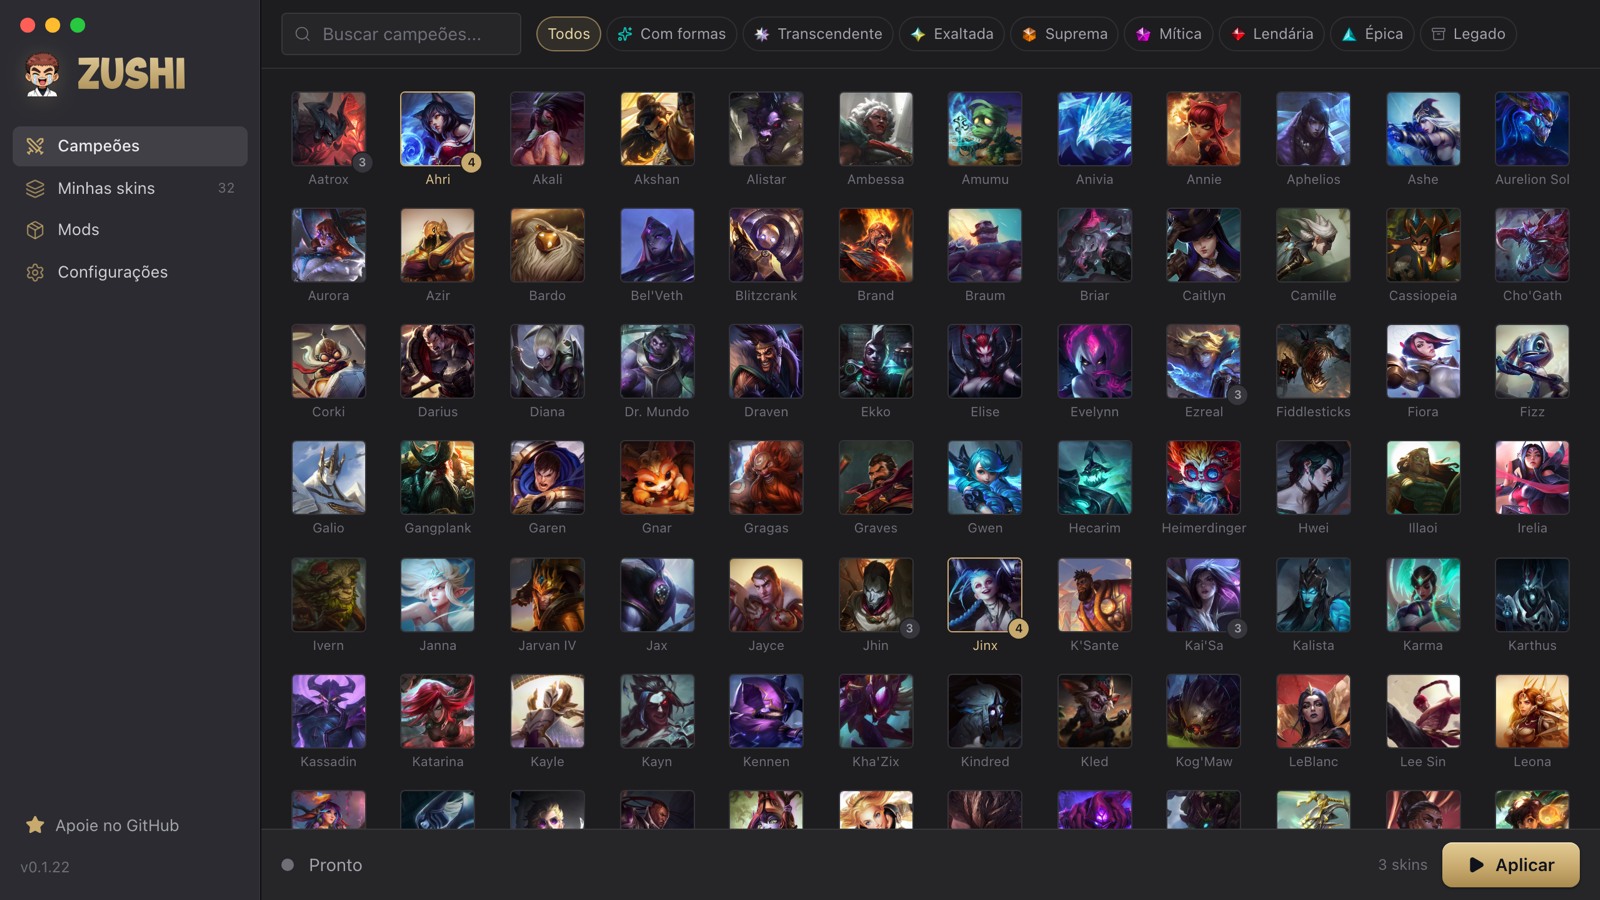 ZUSHI
Campeões
Minhas skins 32
Mods
Configurações
Apoie no GitHub
v0.1.22
Buscar campeões... Todos Com formas Transcendente Exaltada Suprema Mítica Lendária Épica Legado
3 4
Aatrox Ahri Akali Akshan Alistar Ambessa Amumu Anivia Annie Aphelios Ashe Aurelion Sol
Aurora Azir Bardo Bel'Veth Blitzcrank Brand Braum Briar Caitlyn Camille Cassiopeia Cho'Gath
3
Corki Darius Diana Dr. Mundo Draven Ekko Elise Evelynn Ezreal Fiddlesticks Fiora Fizz
Galio Gangplank Garen Gnar Gragas Graves Gwen Hecarim Heimerdinger Hwei Illaoi Irelia
3 4 3
Ivern Janna Jarvan IV Jax Jayce Jhin Jinx K'Sante Kai'Sa Kalista Karma Karthus
Kassadin Katarina Kayle Kayn Kennen Kha'Zix Kindred Kled Kog'Maw LeBlanc Lee Sin Leona
Pronto 3 skins Aplicar